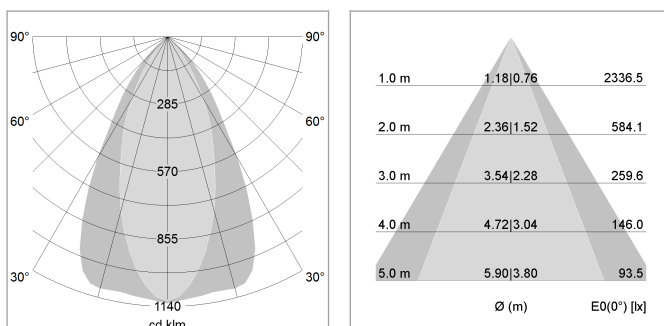 90° 90°
285
60° 60°
570
855
30° 30°
1140
cd klm
1.0 m 1.18|0.76 2336.5
2.0 m 2.36|1.52 584.1
3.0 m 3.54|2.28 259.6
4.0 m 4.72|3.04 146.0
5.0 m 5.90|3.80 93.5
Ø (m) E0(0°) [lx]